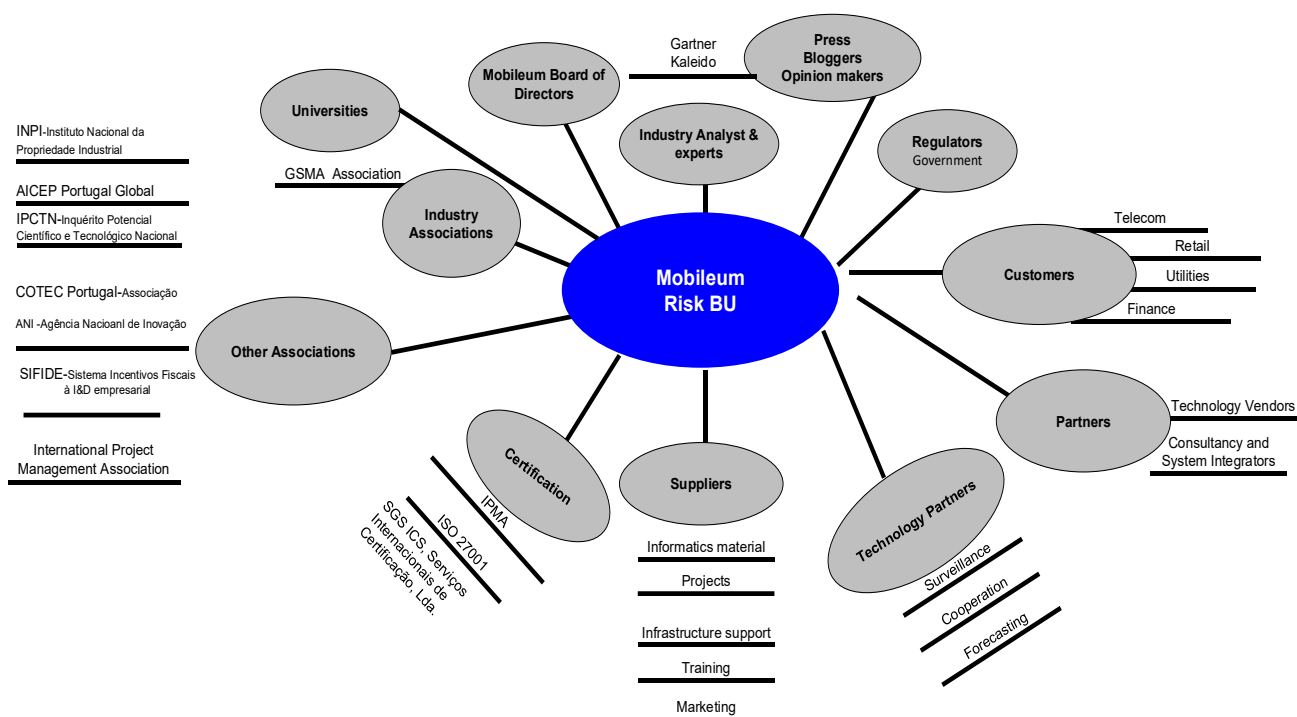 Press
Bloggers
Opinion makers
Gartner
Kaleido
Mobileum Board of
Directors
Universities
Industry Analyst &
experts
Regulators
Government
INPI-Instituto Nacional da
Propriedade Industrial
GSMA Association
AICEP Portugal Global
IPCTN-Inquérito Potencial
Científico e Tecnológico Nacional
Industry
Associations
Telecom
Retail
Customers
Utilities
Finance
Mobileum
Risk BU
COTEC Portugal-Associação
ANI -Agência Nacioanl de Inovação
Other Associations
SIFIDE-Sistema Incentivos Fiscais
à I&D empresarial
International Project
Management Association
Partners
Technology Vendors
Consultancy and
System Integrators
Certification
IPMA
ISO 27001
SGS ICS, Serviços
Internacionais de
Certificação, Lda.
Suppliers
Informatics material
Projects
Infrastructure support
Training
Marketing
Technology Partners
Surveillance
Cooperation
Forecasting